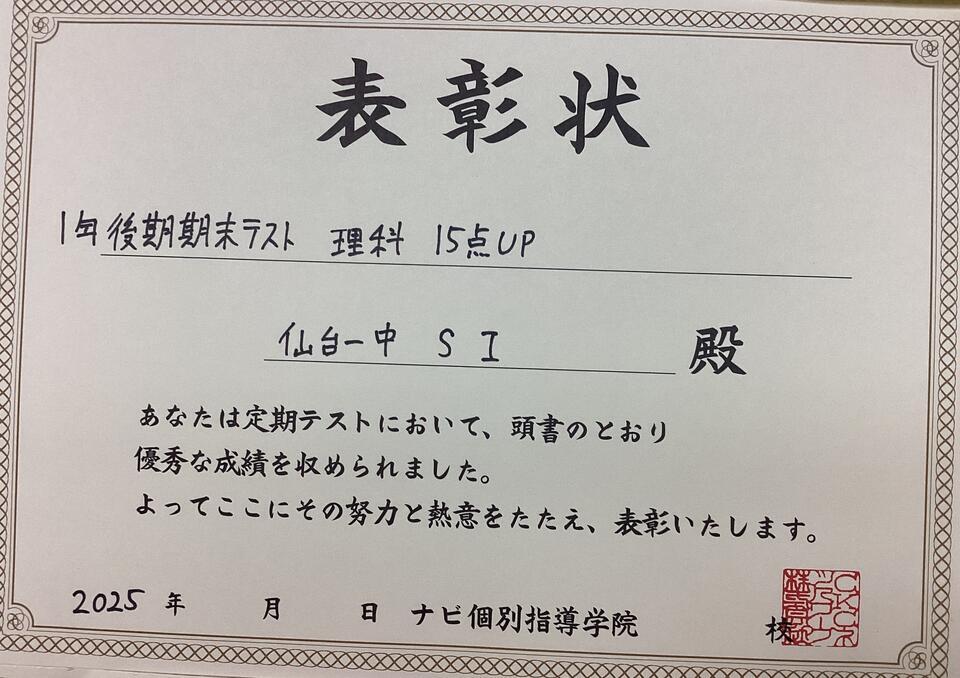 表彰状
1年後期期末テスト 理科 15点UP
仙台一中 S I 殿
あなたは定期テストにおいて、頭書のとおり
優秀な成績を収められました。
よってここにその努力と熱意をたたえ、表彰いたします。
2025 年 月 日 ナビ個別指導学院 校